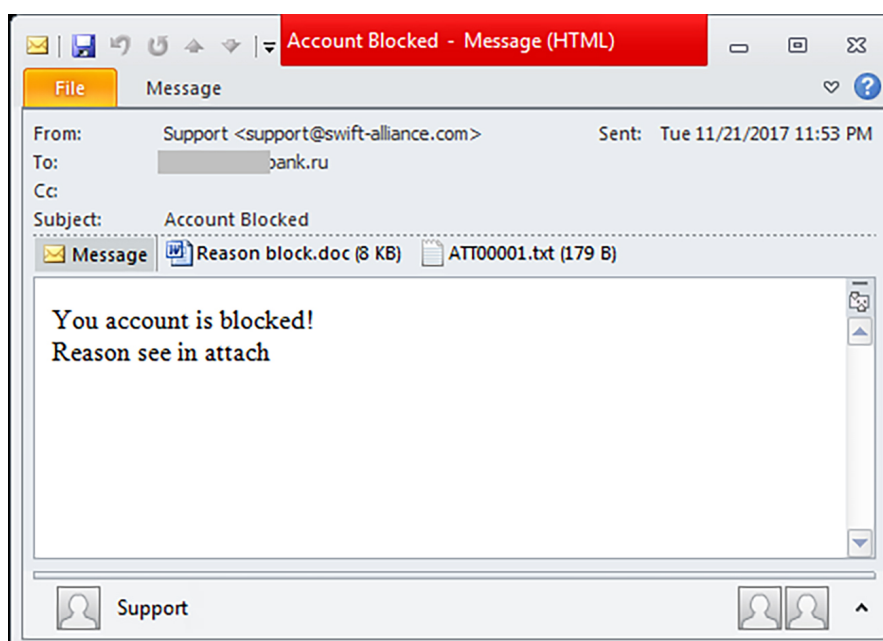 Account Blocked - Message (HTML)
File Message
From: Support <support@swift-alliance.com> Sent: Tue 11/21/2017 11:53 PM
To: bank.ru
Cc:
Subject: Account Blocked
Message Reason block.doc (8 KB) ATT00001.txt (179 B)
You account is blocked!
Reason see in attach
Support